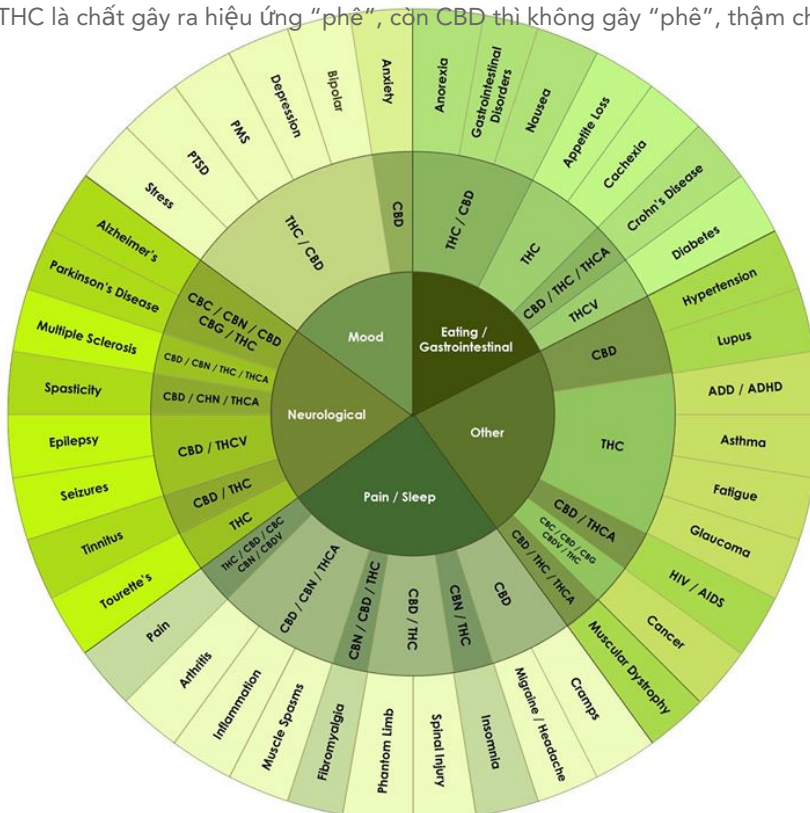 THC là chất gây ra hiệu ứng “phê”, còn CBD thì không gây “phê”, thậm ch
Mood
Eating /
Gastrointestinal
Other
Pain / Sleep
Neurological
THC / CBD
CBD
THC / CBD
THC
CBD / THC / THCA
THCV
CBD
THC
CBD / THCA
CBC / CBD / CBG
CBDV / THC
CBD / THC / THCA
CBD
CBN / THC
CBD / THC
CBN / CBD / THC
CBD / CBN / THCA
THC / CBD / CBC
CBN / CBDV
THC
CBD / THC
CBD / THCV
CBD / CHN / THCA
CBD / CBN / THC / THCA
CBC / CBN / CBD
CBG / THC
Anorexia
Gastrointestinal
Disorders
Nausea
Appetite Loss
Cachexia
Crohn's Disease
Diabetes
Hypertension
Lupus
ADD / ADHD
Asthma
Fatigue
Glaucoma
HIV / AIDS
Cancer
Muscular Dystrophy
Cramps
Migraine / Headache
Insomnia
Spinal Injury
Phantom Limb
Fibromyalgia
Muscle Spasms
Inflammation
Arthritis
Pain
Tourette's
Tinnitus
Seizures
Epilepsy
Spasticity
Multiple Sclerosis
Parkinson's Disease
Alzheimer's
Stress
PTSD
PMS
Depression
Bipolar
Anxiety